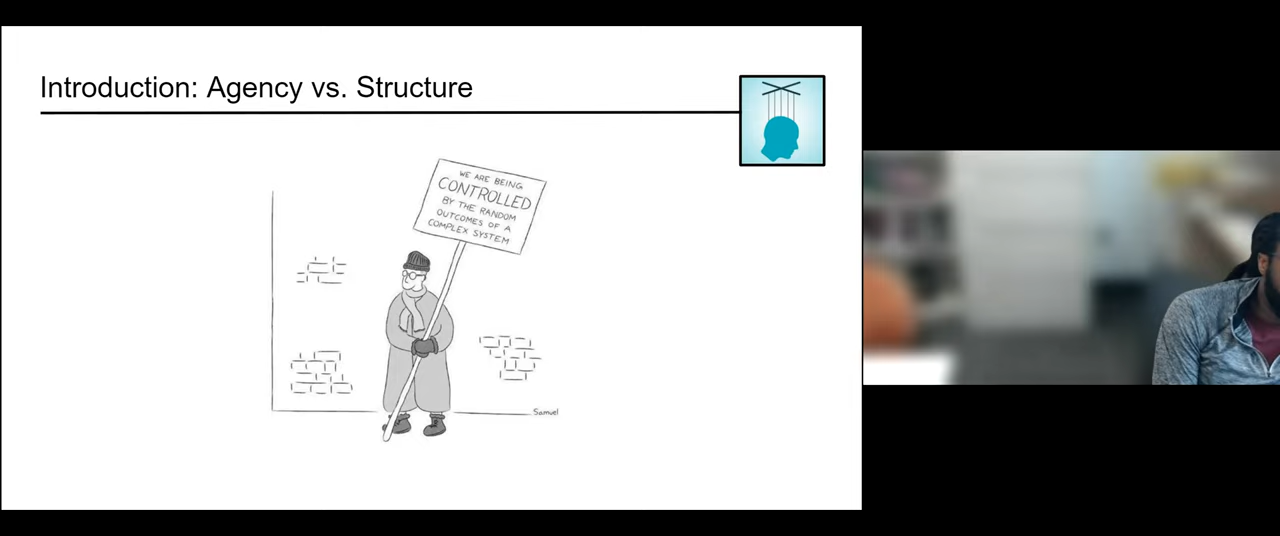 Introduction: Agency vs. Structure
WE ARE BEING
CONTROLLED
BY THE RANDOM
OUTCOMES OF A
COMPLEX SYSTEM
Samuel